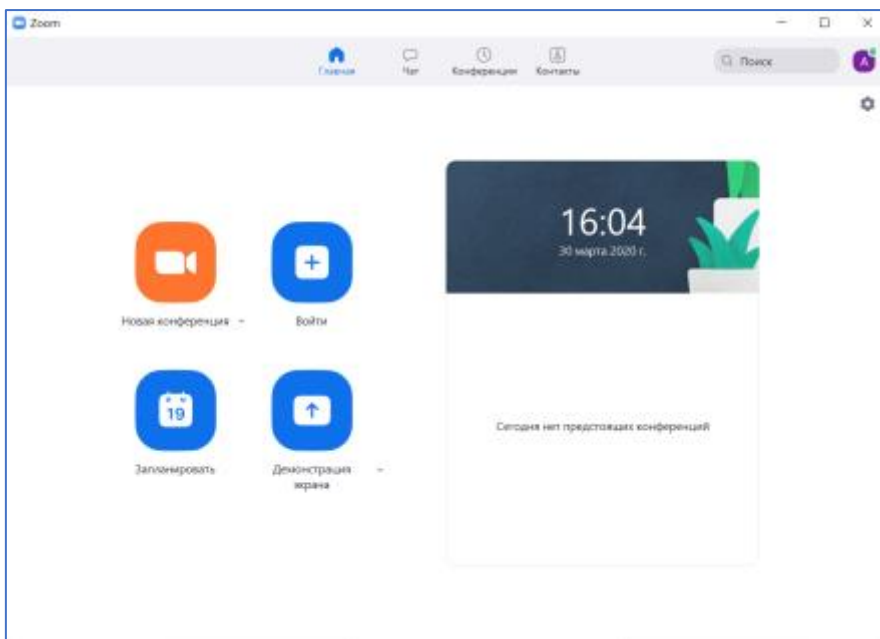 Zoom
Главная
Чат
Конференции
Контакты
Поиск
A
16:04
30 марта 2020 г.
Новая конференция
Войти
19
Запланировать
Демонстрация
экрана
Сегодня нет предстоящих конференций